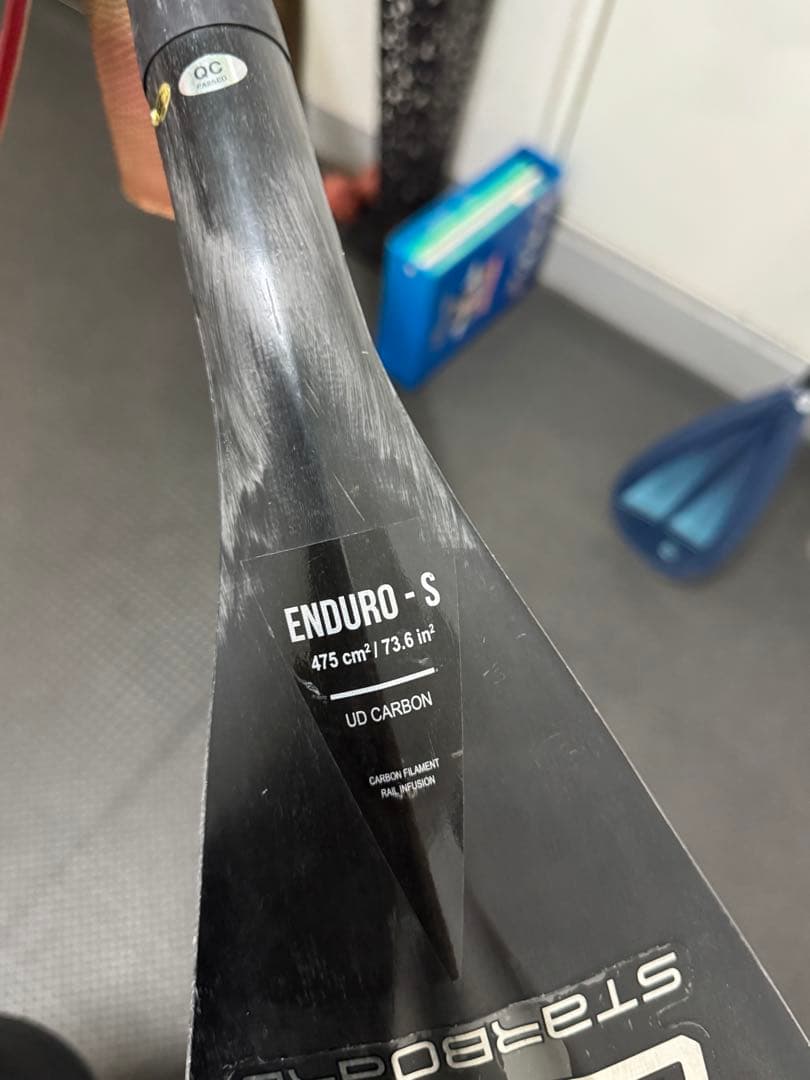 QC
PASSED
ENDURO - S
475 cm² / 73.6 in²
UD CARBON
CARBON FILAMENT
RAIL INFUSION
STARBOARD